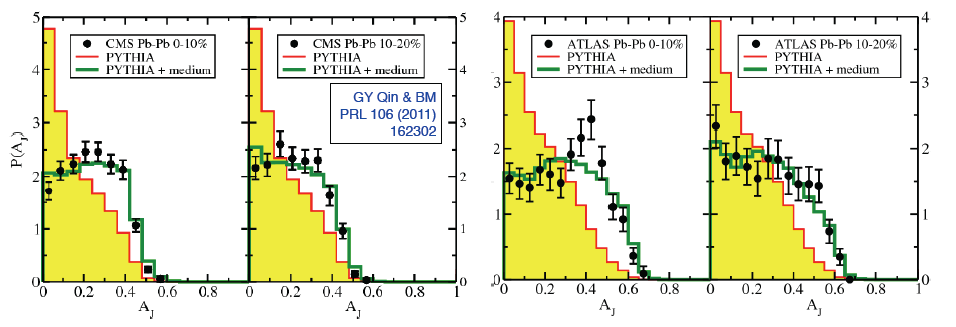 5
4
3
2
1
0
P(A_J)
CMS Pb-Pb 0-10%
PYTHIA
PYTHIA + medium
0
0.2
0.4
0.6
0.8
A_J
CMS Pb-Pb 10-20%
PYTHIA
PYTHIA + medium
GY Qin & BM
PRL 106 (2011)
162302
5
4
3
2
1
0
0
0.2
0.4
0.6
0.8
1
A_J
4
3
2
1
0
ATLAS Pb-Pb 0-10%
PYTHIA
PYTHIA + medium
0
0.2
0.4
0.6
0.8
A_J
ATLAS Pb-Pb 10-20%
PYTHIA
PYTHIA + medium
4
3
2
1
0
0
0.2
0.4
0.6
0.8
1
A_J